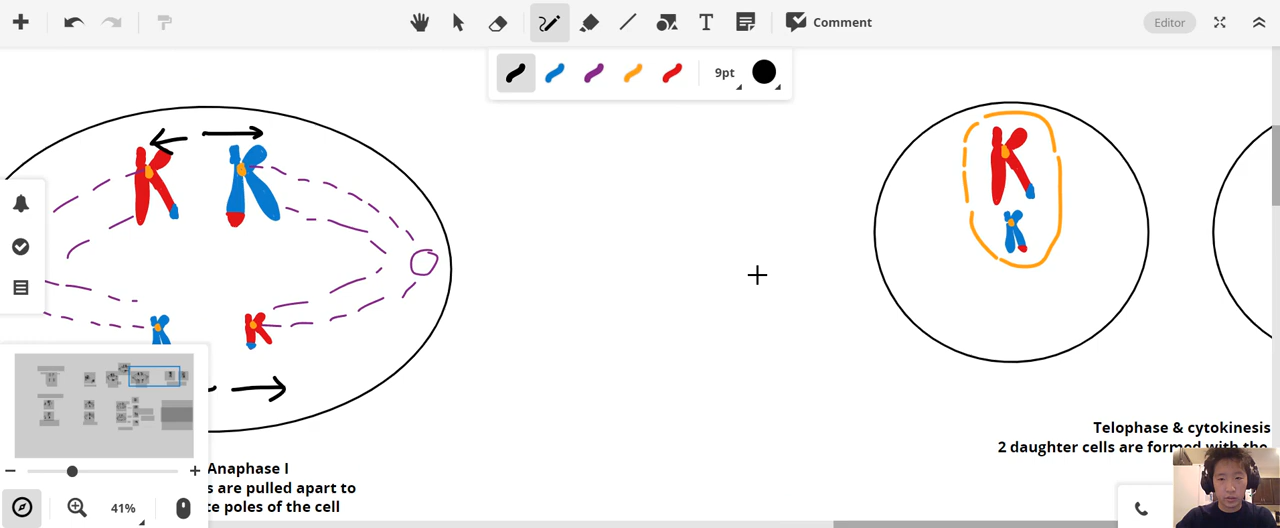 Comment
Editor
9pt
Anaphase I
s are pulled apart to
te poles of the cell
Telophase & cytokinesis
2 daughter cells are formed with the
41%